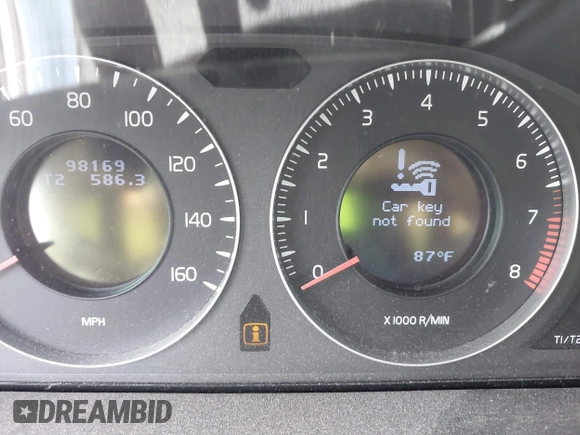 60
80
100
120
140
160
98169
T2 586.3
MPH
0
1
2
3
4
5
6
7
8
!
Car key
not found
87°F
X 1000 R/MIN
i
T1/T2
DREAMBID